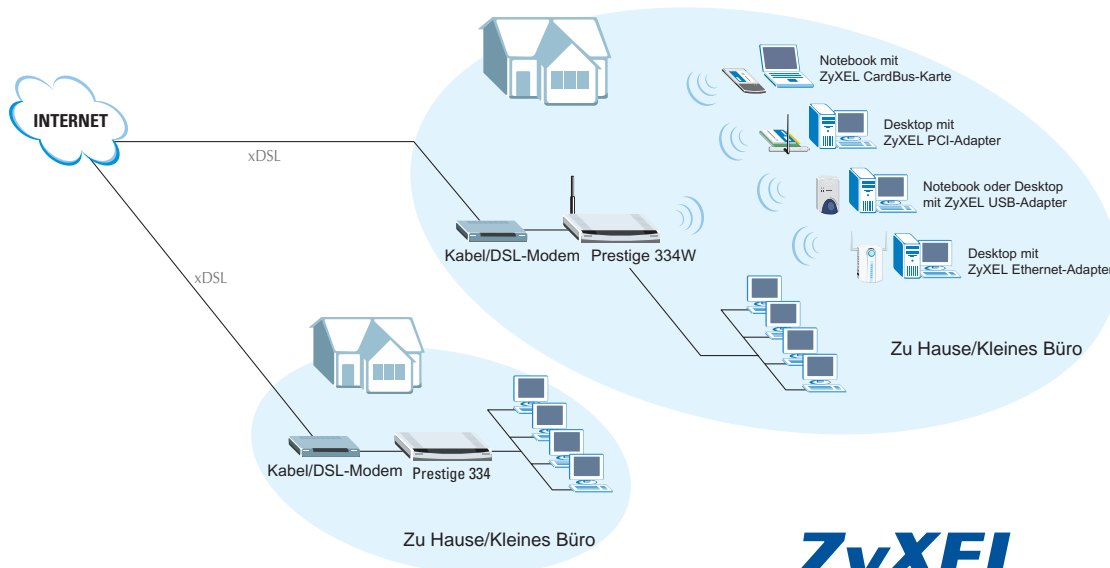 INTERNET
xDSL
xDSL
Notebook mit
ZyXEL CardBus-Karte
Desktop mit
ZyXEL PCI-Adapter
Notebook oder Desktop
mit ZyXEL USB-Adapter
Desktop mit
ZyXEL Ethernet-Adapter
Kabel/DSL-Modem
Prestige 334W
Zu Hause/Kleines Büro
Kabel/DSL-Modem
Prestige 334
Zu Hause/Kleines Büro
ZyXEL